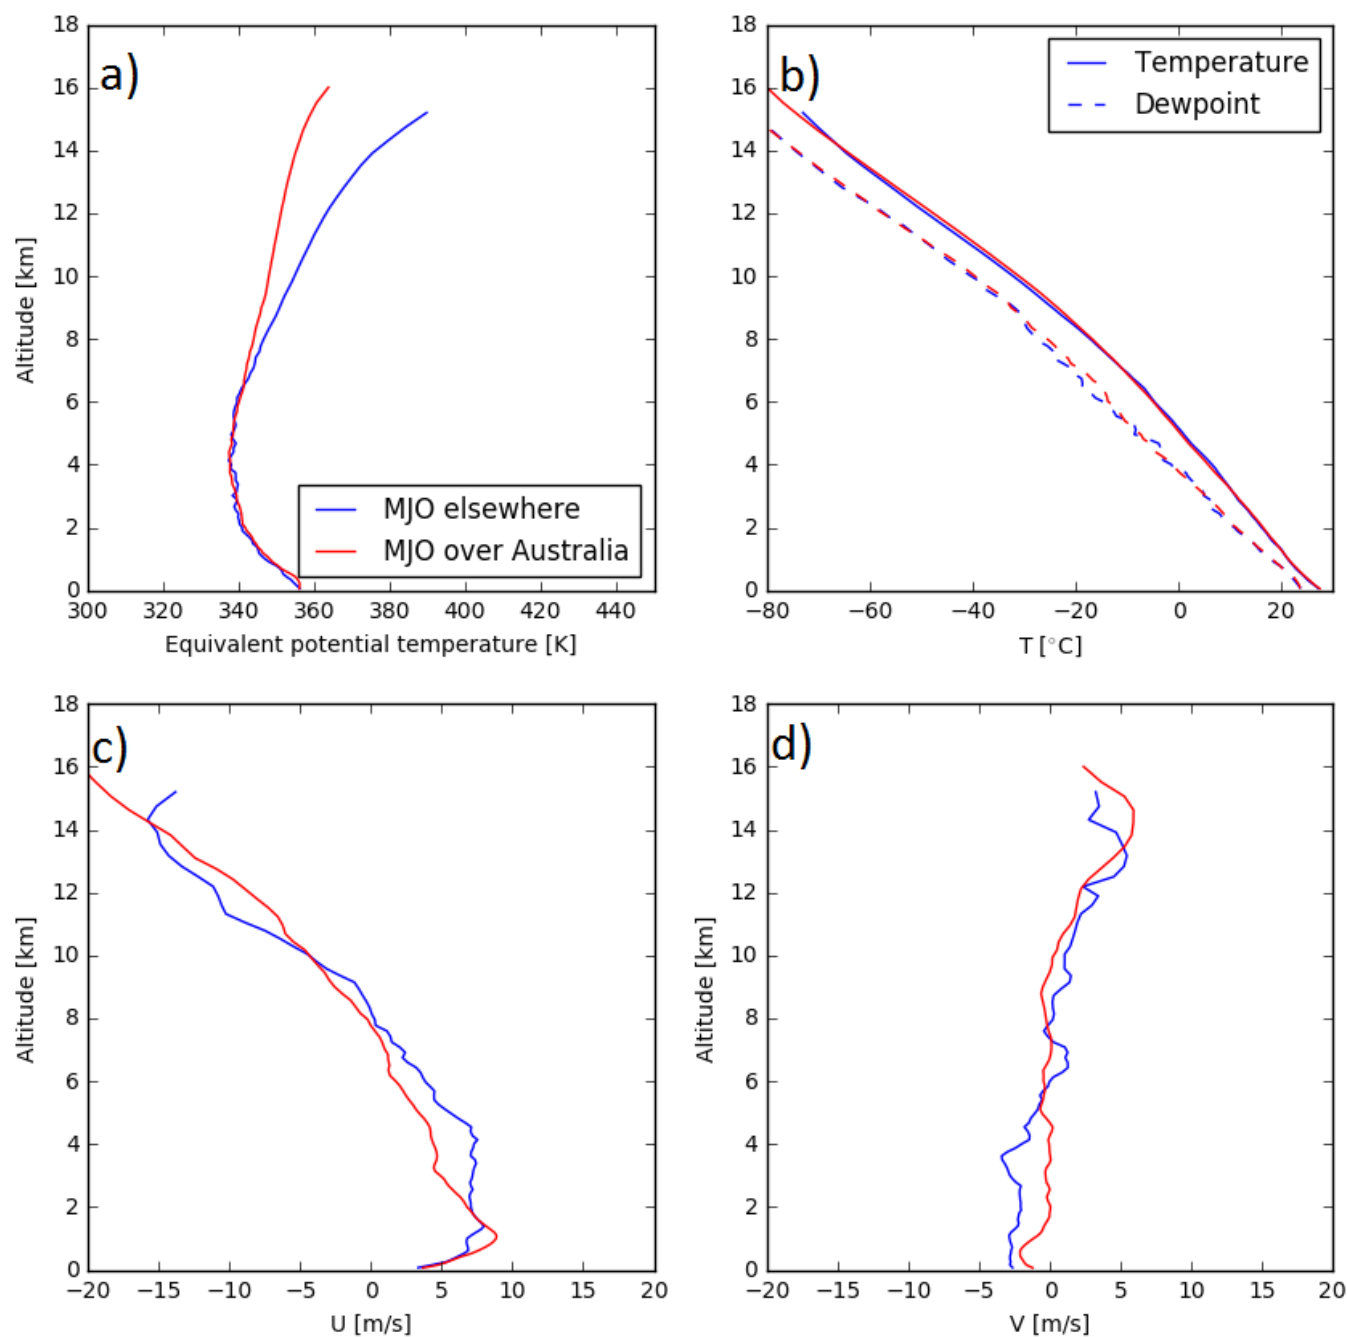 18
16
14
12
10
8
6
4
2
0
Altitude [km]
a)
MJO elsewhere
MJO over Australia
300 320 340 360 380 400 420 440
Equivalent potential temperature [K]
18
16
14
12
10
8
6
4
2
0
b)
Temperature
Dewpoint
−80 −60 −40 −20 0 20
T [°C]
18
16
14
12
10
8
6
4
2
0
Altitude [km]
c)
−20 −15 −10 −5 0 5 10 15 20
U [m/s]
18
16
14
12
10
8
6
4
2
0
Altitude [km]
d)
−20 −15 −10 −5 0 5 10 15 20
V [m/s]